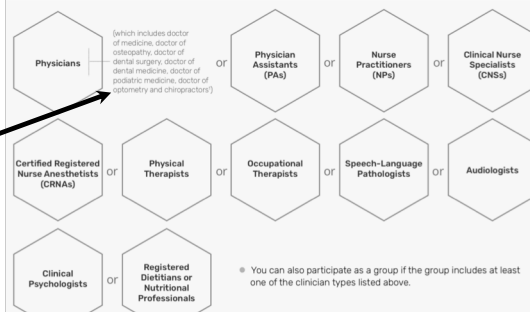 Physicians
(which includes doctor
of medicine, doctor of
osteopathy, doctor of
dental surgery, doctor of
dental medicine, doctor of
podiatric medicine, doctor of
optometry and chiropractors¹)
or
Physician
Assistants
(PAs)
or
Nurse
Practitioners
(NPs)
or
Clinical Nurse
Specialists
(CNSs)
Certified Registered
Nurse Anesthetists
(CRNAs)
or
Physical
Therapists
or
Occupational
Therapists
or
Speech-Language
Pathologists
or
Audiologists
Clinical
Psychologists
or
Registered
Dietitians or
Nutritional
Professionals
You can also participate as a group if the group includes at least
one of the clinician types listed above.